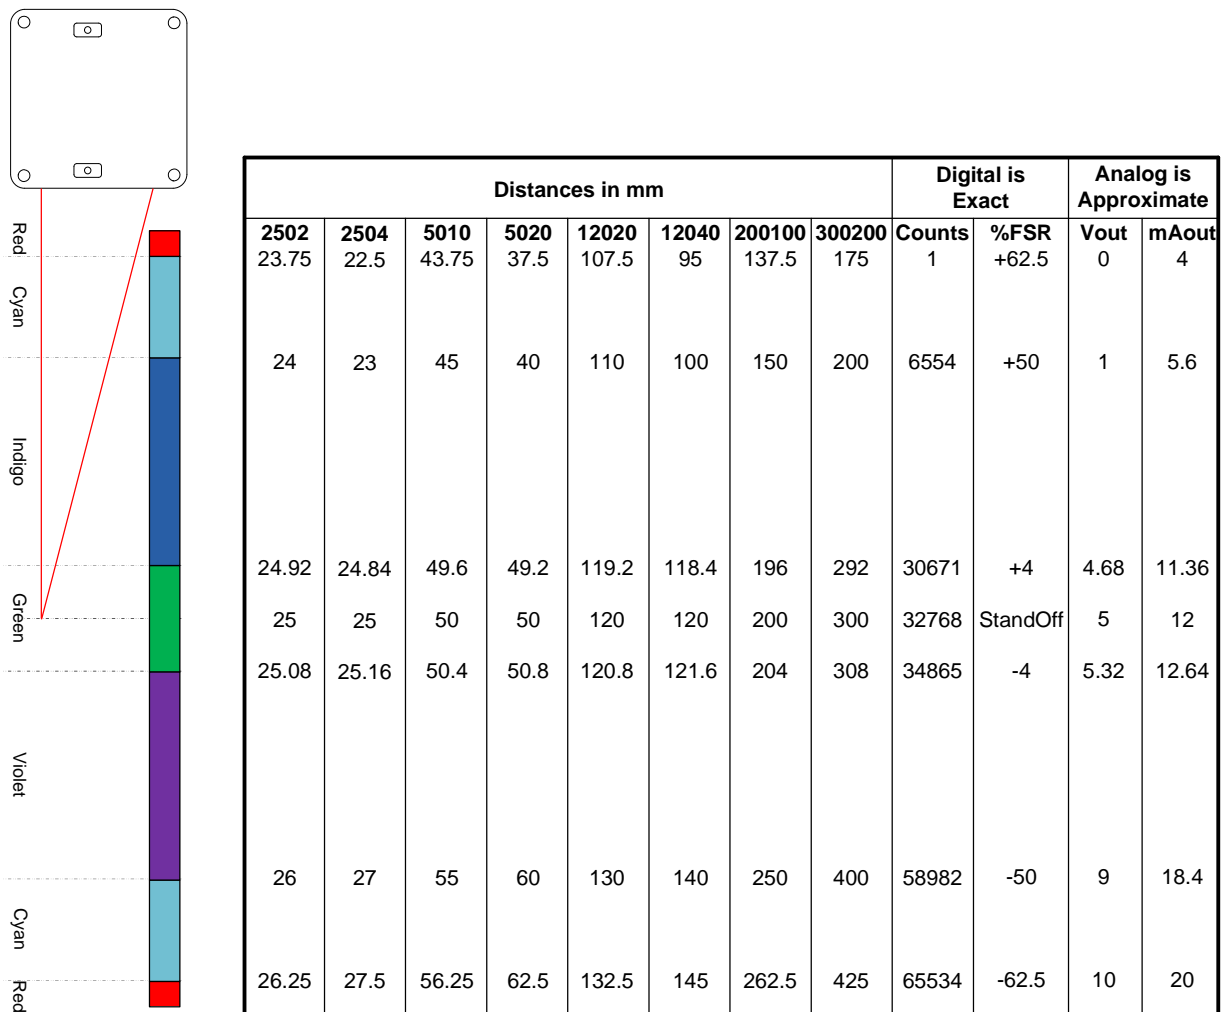 Distances in mm
Digital is
Exact
Analog is
Approximate
2502 2504 5010 5020 12020 12040 200100 300200 Counts %FSR Vout mAout
23.75 22.5 43.75 37.5 107.5 95 137.5 175 1 +62.5 0 4
24 23 45 40 110 100 150 200 6554 +50 1 5.6
24.92 24.84 49.6 49.2 119.2 118.4 196 292 30671 +4 4.68 11.36
25 25 50 50 120 120 200 300 32768 StandOff 5 12
25.08 25.16 50.4 50.8 120.8 121.6 204 308 34865 -4 5.32 12.64
26 27 55 60 130 140 250 400 58982 -50 9 18.4
26.25 27.5 56.25 62.5 132.5 145 262.5 425 65534 -62.5 10 20
Red
Cyan
Indigo
Green
Violet
Cyan
Red